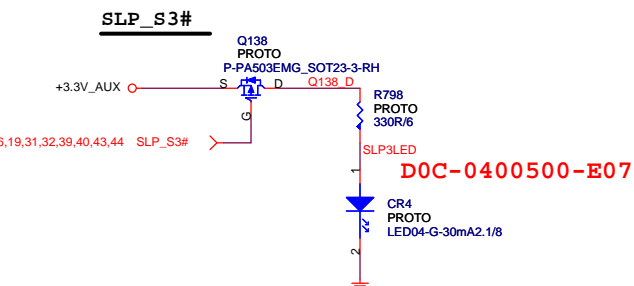 SLP_S3#
Q138
PROTO
P-PA503EMG_SOT23-3-RH
+3.3V_AUX
S
D
Q138_D
G
R798
PROTO
330R/6
6,19,31,32,39,40,43,44 SLP_S3#
SLP3LED
1
D0C-0400500-E07
CR4
PROTO
LED04-G-30mA2.1/8
2